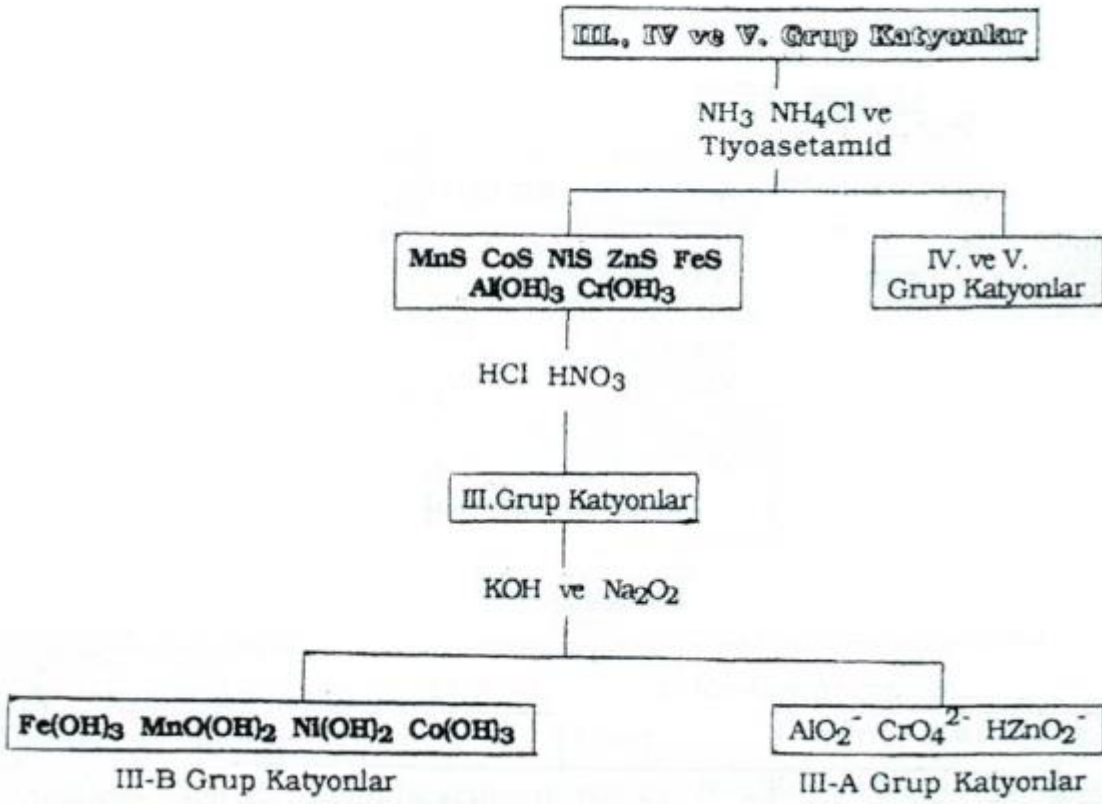 III., IV ve V. Grup Katyonlar
NH₃ NH₄Cl ve
Tiyoasetamid
MnS CoS NiS ZnS FeS
Al(OH)₃ Cr(OH)₃
IV. ve V.
Grup Katyonlar
HCl HNO₃
III.Grup Katyonlar
KOH ve Na₂O₂
Fe(OH)₃ MnO(OH)₂ Ni(OH)₂ Co(OH)₃
AlO₂⁻ CrO₄²⁻ HZnO₂⁻
III-B Grup Katyonlar
III-A Grup Katyonlar